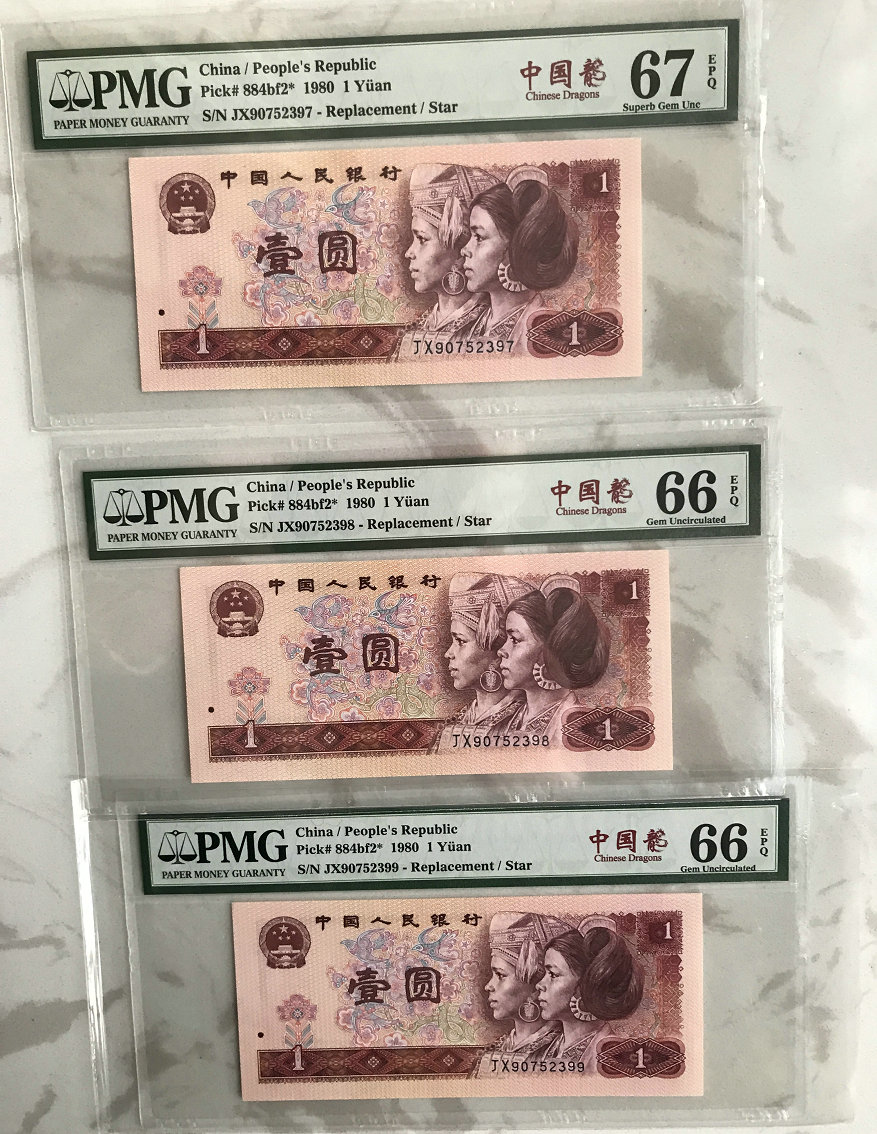 PMG
PAPER MONEY GUARANTY
China / People's Republic
Pick# 884bf2* 1980 1 Yüan
S/N JX90752397 - Replacement / Star
中国龍
Chinese Dragons
67
EPQ
Superb Gem Unc
中国人民银行
1
壹圆
1
JX90752397
1
PMG
PAPER MONEY GUARANTY
China / People's Republic
Pick# 884bf2* 1980 1 Yüan
S/N JX90752398 - Replacement / Star
中国龍
Chinese Dragons
66
EPQ
Gem Uncirculated
中国人民银行
1
壹圆
1
JX90752398
1
PMG
PAPER MONEY GUARANTY
China / People's Republic
Pick# 884bf2* 1980 1 Yüan
S/N JX90752399 - Replacement / Star
中国龍
Chinese Dragons
66
EPQ
Gem Uncirculated
中国人民银行
1
壹圆
1
JX90752399
1